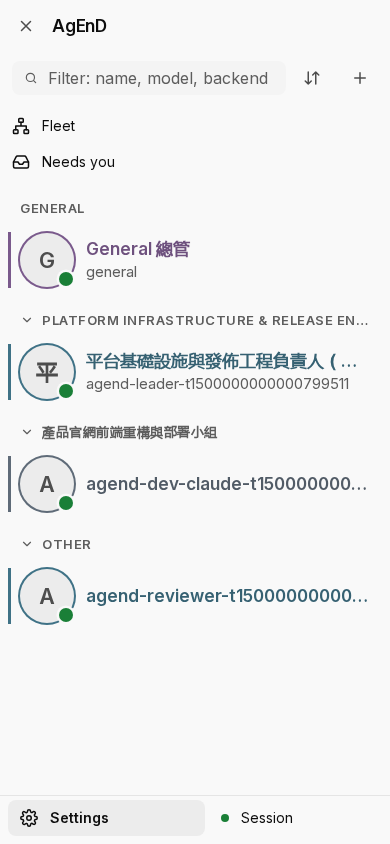 AgEnD
Filter: name, model, backend
Fleet
Needs you
GENERAL
G
General 總管
general
PLATFORM INFRASTRUCTURE & RELEASE EN...
平
平台基礎設施與發佈工程負責人（...
agend-leader-t1500000000000799511
產品官網前端重構與部署小組
A
agend-dev-claude-t150000000...
OTHER
A
agend-reviewer-t15000000000...
Settings
Session